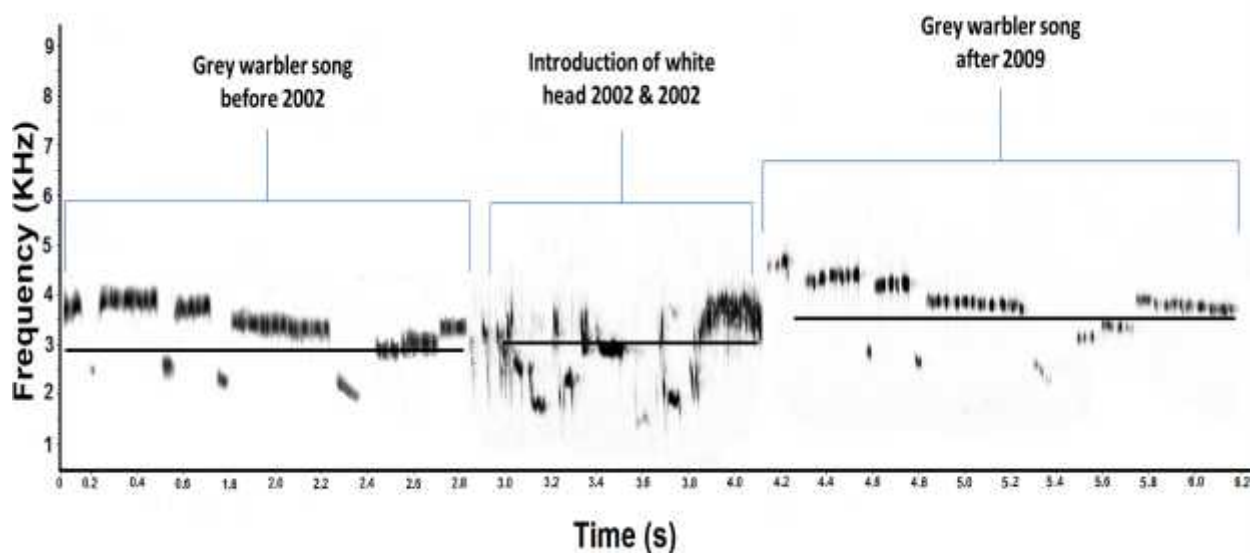 Grey warbler song
before 2002
Introduction of white
head 2002 & 2002
Grey warbler song
after 2009
Frequency (KHz)
9
8
7
6
5
4
3
2
1
0 0.2 0.4 0.6 1.8 2.0 2.2 2.4 2.6 2.8 3.0 3.2 3.4 3.6 3.8 4.0 4.2 4.4 4.6 4.8 5.0 5.2 5.4 5.6 5.8 6.0 6.2
Time (s)